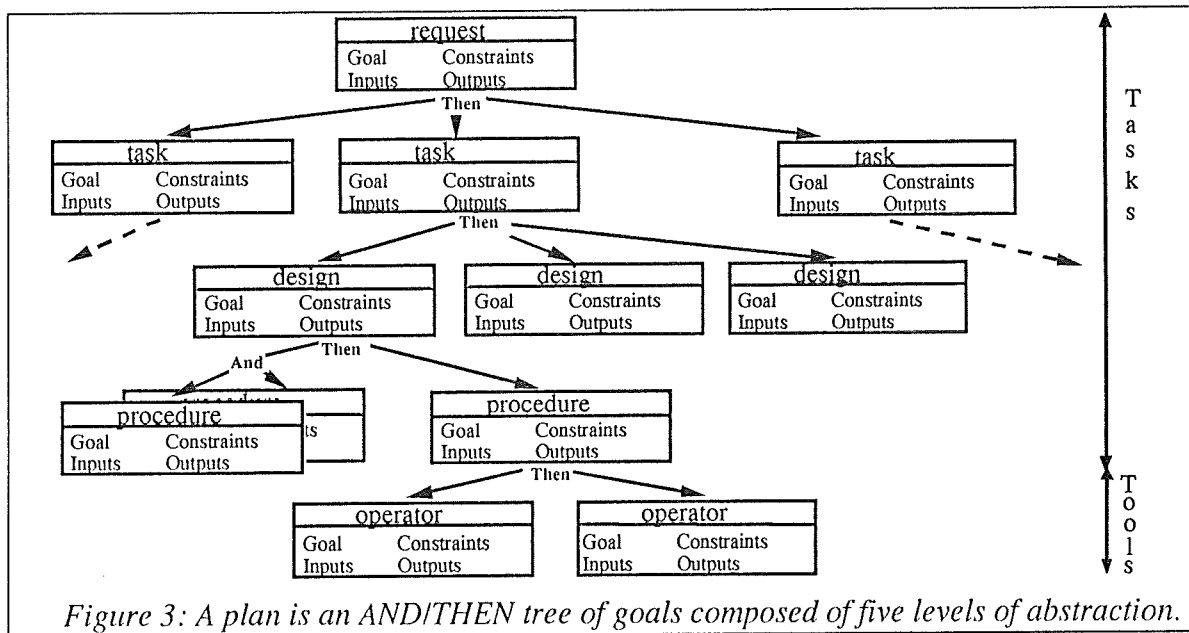 request
Goal Constraints
Inputs Outputs
Then
task
Goal Constraints
Inputs Outputs
task
Goal Constraints
Inputs Outputs
task
Goal Constraints
Inputs Outputs
Then
design
Goal Constraints
Inputs Outputs
design
Goal Constraints
Inputs Outputs
design
Goal Constraints
Inputs Outputs
Then
And
procedure
Goal Constraints
Inputs Outputs
procedure
Goal Constraints
Inputs Outputs
Then
operator
Goal Constraints
Inputs Outputs
operator
Goal Constraints
Inputs Outputs
Tasks
Tools
Figure 3: A plan is an AND/THEN tree of goals composed of five levels of abstraction.